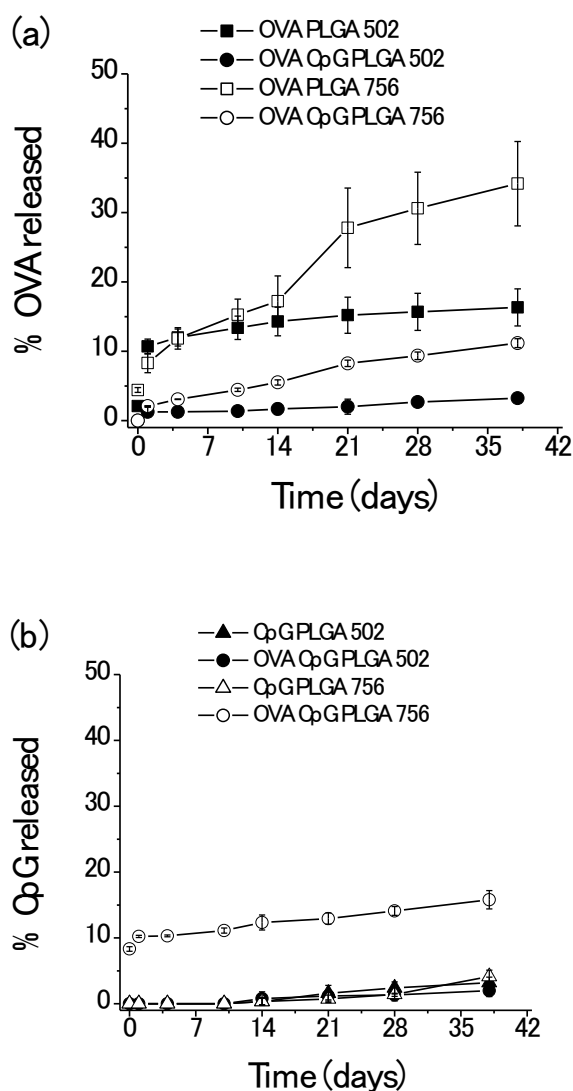 (a)
OVA PLGA 502
OVA CpG PLGA 502
OVA PLGA 756
OVA CpG PLGA 756
50
40
30
20
10
0
% OVA released
0 7 14 21 28 35 42
Time (days)
(b)
CpG PLGA 502
OVA CpG PLGA 502
CpG PLGA 756
OVA CpG PLGA 756
50
40
30
20
10
0
% CpG released
0 7 14 21 28 35 42
Time (days)